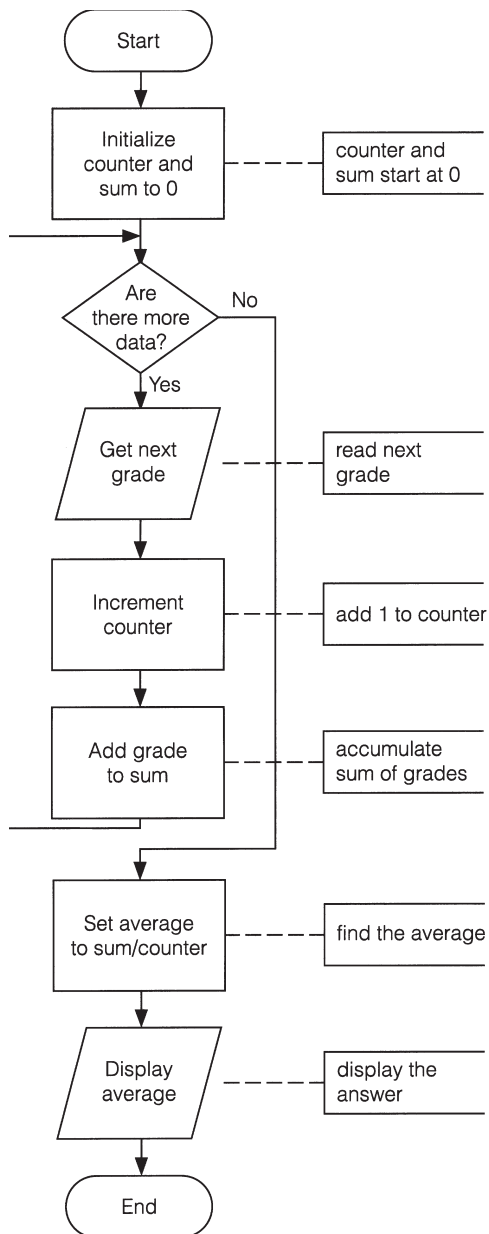 Start
Initialize
counter and
sum to 0
counter and
sum start at 0
Are
there more
data?
No
Yes
Get next
grade
read next
grade
Increment
counter
add 1 to counter
Add grade
to sum
accumulate
sum of grades
Set average
to sum/counter
find the average
Display
average
display the
answer
End